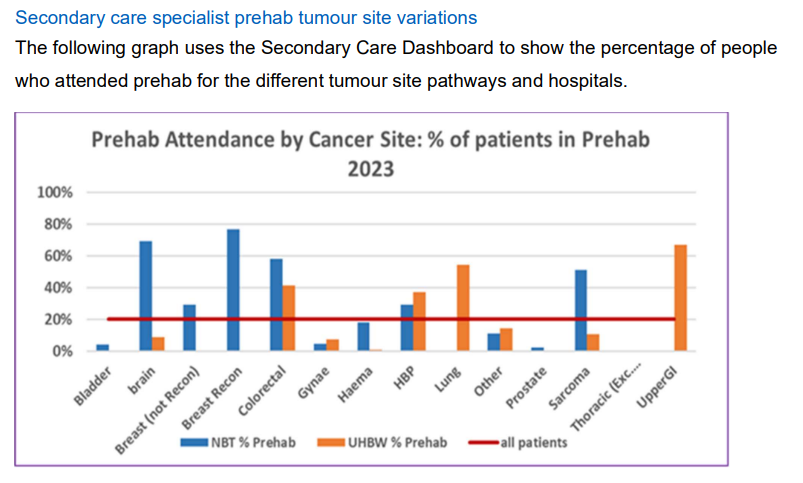 Secondary care specialist prehab tumour site variations
The following graph uses the Secondary Care Dashboard to show the percentage of people
who attended prehab for the different tumour site pathways and hospitals.
Prehab Attendance by Cancer Site: % of patients in Prehab
2023
100%
80%
60%
40%
20%
0%
Bladder
brain
Breast (not Recon)
Breast Recon
Colorectal
Gynae
Haema
HBP
Lung
Other
Prostate
Sarcoma
Thoracic (Exc....
UpperGI
NBT % Prehab
UHBW % Prehab
all patients